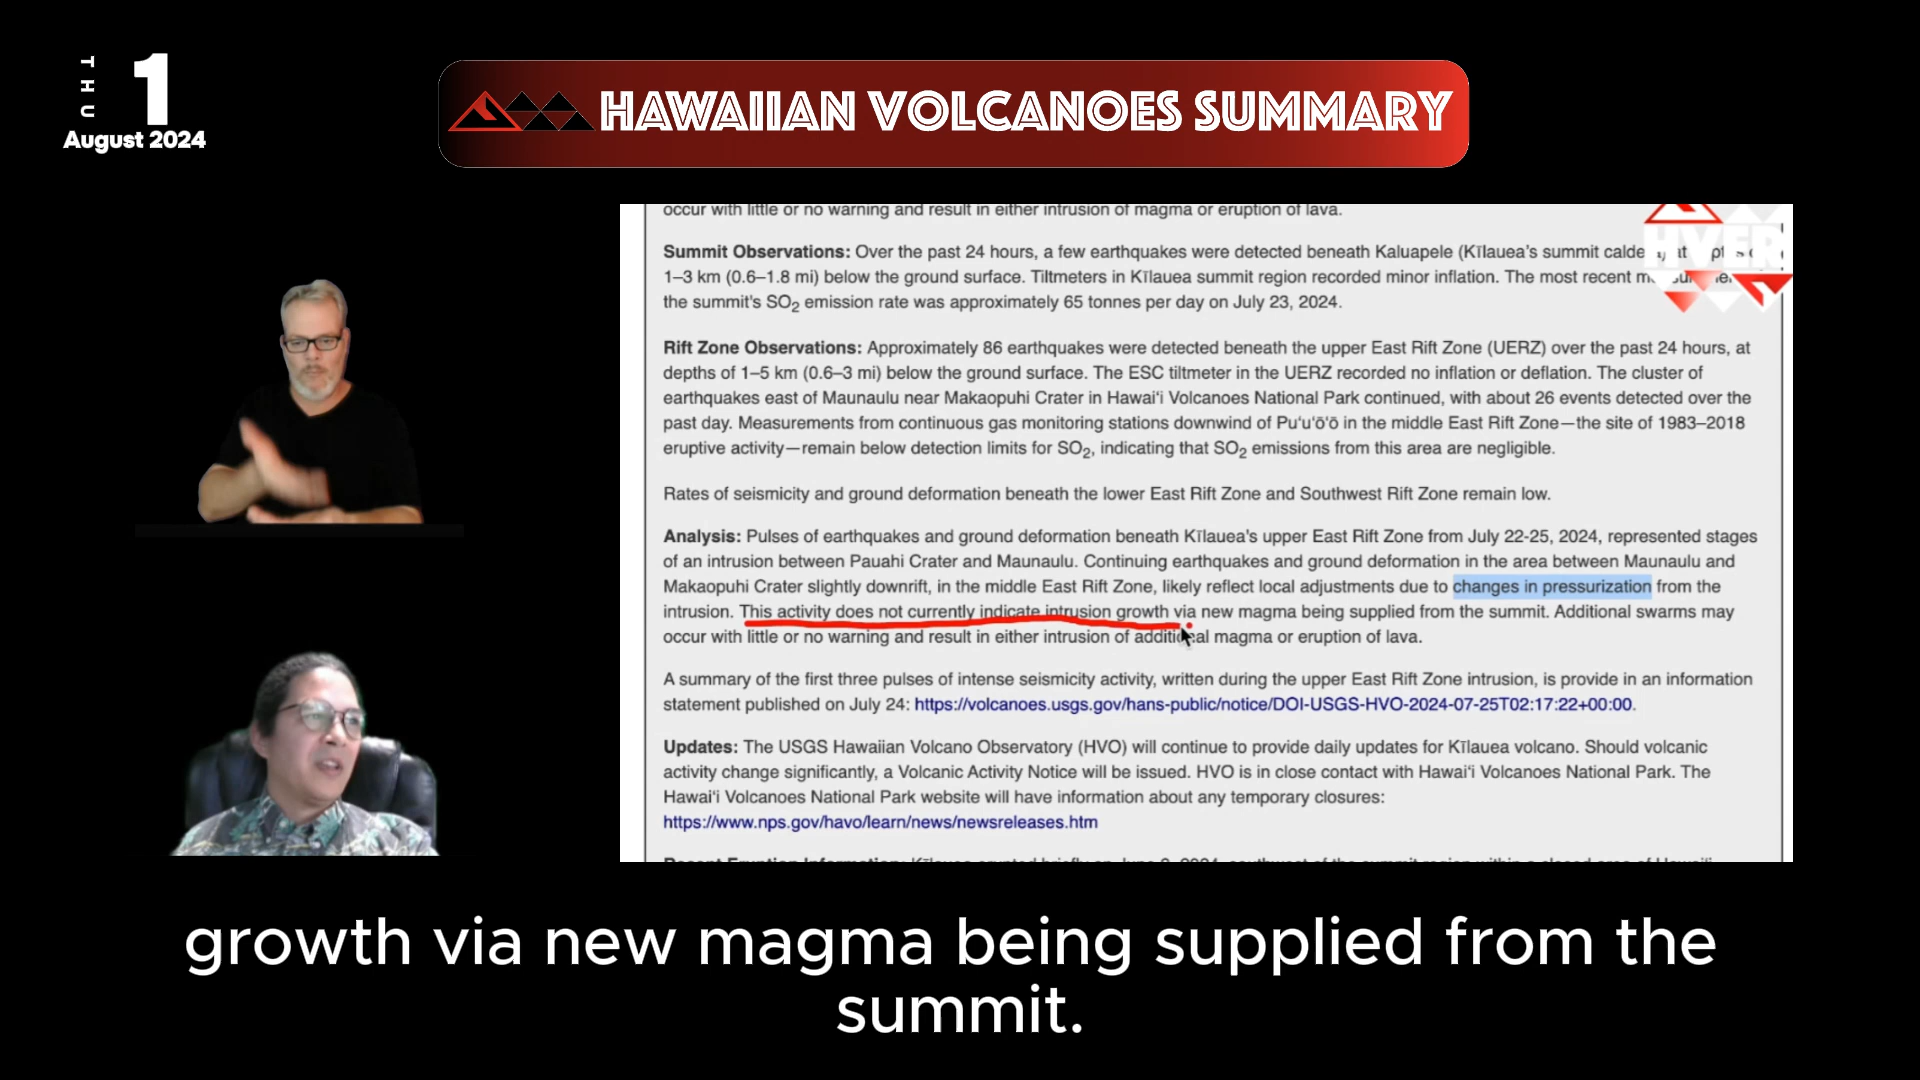 THU
1
August 2024
HAWAIIAN VOLCANOES SUMMARY
occur with little or no warning and result in either intrusion of magma or eruption of lava.
HVER
Summit Observations: Over the past 24 hours, a few earthquakes were detected beneath Kaluapele (Kīlauea's summit
1–3 km (0.6–1.8 mi) below the ground surface. Tiltmeters in Kīlauea summit region recorded minor inflation. The most recent
the summit's SO2 emission rate was approximately 65 tonnes per day on July 23, 2024.
Rift Zone Observations: Approximately 86 earthquakes were detected beneath the upper East Rift Zone (UERZ) over the past 24 hours, at
depths of 1–5 km (0.6–3 mi) below the ground surface. The ESC tiltmeter in the UERZ recorded no inflation or deflation. The cluster of
earthquakes east of Maunaulu near Makaopuhi Crater in Hawaiʻi Volcanoes National Park continued, with about 26 events detected over the
past day. Measurements from continuous gas monitoring stations downwind of Puʻuʻōʻō in the middle East Rift Zone—the site of 1983–2018
eruptive activity—remain below detection limits for SO2, indicating that SO2 emissions from this area are negligible.
Rates of seismicity and ground deformation beneath the lower East Rift Zone and Southwest Rift Zone remain low.
Analysis: Pulses of earthquakes and ground deformation beneath Kīlauea's upper East Rift Zone from July 22-25, 2024, represented stages
of an intrusion between Pauahi Crater and Maunaulu. Continuing earthquakes and ground deformation in the area between Maunaulu and
Makaopuhi Crater slightly downrift, in the middle East Rift Zone, likely reflect local adjustments due to changes in pressurization from the
intrusion. This activity does not currently indicate intrusion growth via new magma being supplied from the summit. Additional swarms may
occur with little or no warning and result in either intrusion of additional magma or eruption of lava.
A summary of the first three pulses of intense seismicity activity, written during the upper East Rift Zone intrusion, is provide in an information
statement published on July 24: https://volcanoes.usgs.gov/hans-public/notice/DOI-USGS-HVO-2024-07-25T02:17:22+00:00.
Updates: The USGS Hawaiian Volcano Observatory (HVO) will continue to provide daily updates for Kīlauea volcano. Should volcanic
activity change significantly, a Volcanic Activity Notice will be issued. HVO is in close contact with Hawaiʻi Volcanoes National Park. The
Hawaiʻi Volcanoes National Park website will have information about any temporary closures:
https://www.nps.gov/havo/learn/news/newsreleases.htm
growth via new magma being supplied from the
summit.